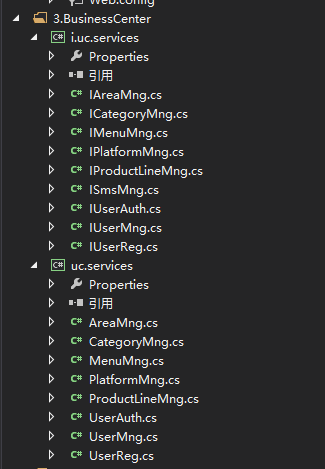 Web.config
3.BusinessCenter
C# i.uc.services
Properties
引用
C# IAreaMng.cs
C# ICategoryMng.cs
C# IMenuMng.cs
C# IPlatformMng.cs
C# IProductLineMng.cs
C# ISmsMng.cs
C# IUserAuth.cs
C# IUserMng.cs
C# IUserReg.cs
C# uc.services
Properties
引用
C# AreaMng.cs
C# CategoryMng.cs
C# MenuMng.cs
C# PlatformMng.cs
C# ProductLineMng.cs
C# UserAuth.cs
C# UserMng.cs
C# UserReg.cs